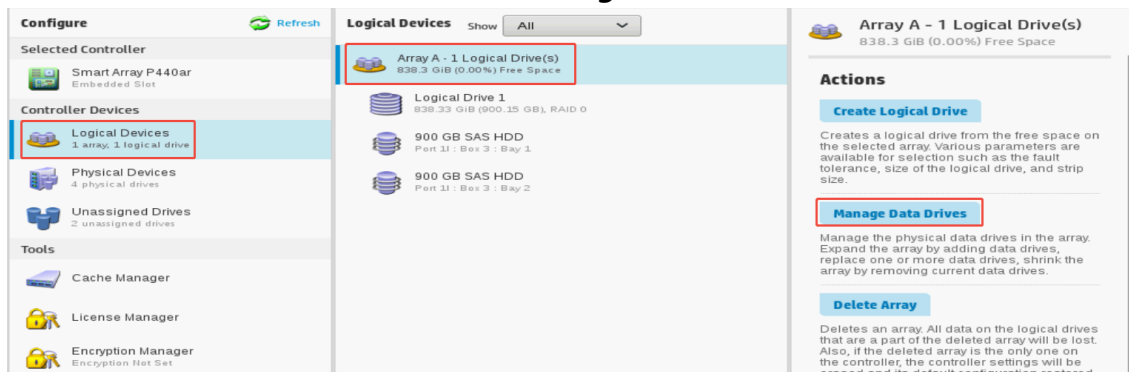 Configure
Refresh
Selected Controller
Smart Array P440ar
Embedded Slot
Controller Devices
Logical Devices
1 array, 1 logical drive
Physical Devices
4 physical drives
Unassigned Drives
2 unassigned drives
Tools
Cache Manager
License Manager
Encryption Manager
Encryption Not Set
Logical Devices Show All
Array A - 1 Logical Drive(s)
838.3 GiB (0.00%) Free Space
Logical Drive 1
838.33 GiB (900.15 GB), RAID 0
900 GB SAS HDD
Port 1I : Box 3 : Bay 1
900 GB SAS HDD
Port 1I : Box 3 : Bay 2
Array A - 1 Logical Drive(s)
838.3 GiB (0.00%) Free Space
Actions
Create Logical Drive
Creates a logical drive from the free space on
the selected array. Various parameters are
available for selection such as the fault
tolerance, size of the logical drive, and strip
size.
Manage Data Drives
Manage the physical data drives in the array.
Expand the array by adding data drives,
replace one or more data drives, shrink the
array by removing current data drives.
Delete Array
Deletes an array. All data on the logical drives
that are a part of the deleted array will be lost.
Also, if the deleted array is the only one on
the controller, the controller settings will be